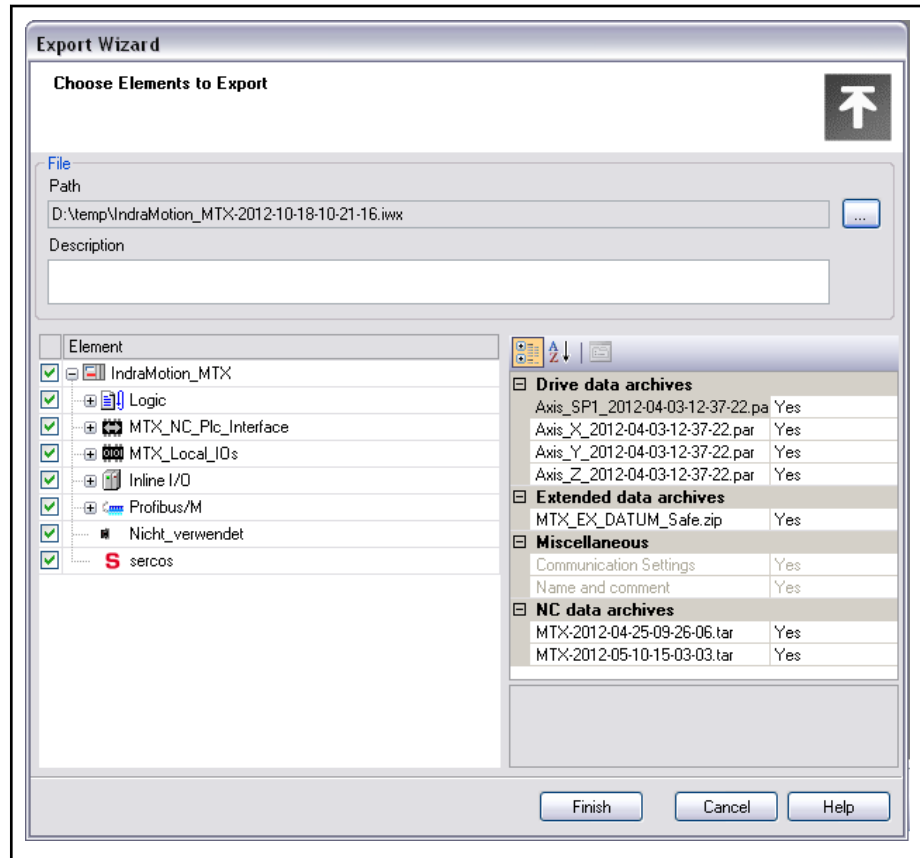 Export Wizard
Choose Elements to Export
File
Path
D:\temp\IndraMotion_MTX-2012-10-18-10-21-16.iwx
...
Description
Element
IndraMotion_MTX
Logic
MTX_NC_Plc_Interface
MTX_Local_IOs
Inline I/O
Profibus/M
Nicht_verwendet
S sercos
A
Z
Drive data archives
Axis_SP1_2012-04-03-12-37-22.pa Yes
Axis_X_2012-04-03-12-37-22.par Yes
Axis_Y_2012-04-03-12-37-22.par Yes
Axis_Z_2012-04-03-12-37-22.par Yes
Extended data archives
MTX_EX_DATUM_Safe.zip Yes
Miscellaneous
Communication Settings Yes
Name and comment Yes
NC data archives
MTX-2012-04-25-09-26-06.tar Yes
MTX-2012-05-10-15-03-03.tar Yes
Finish Cancel Help